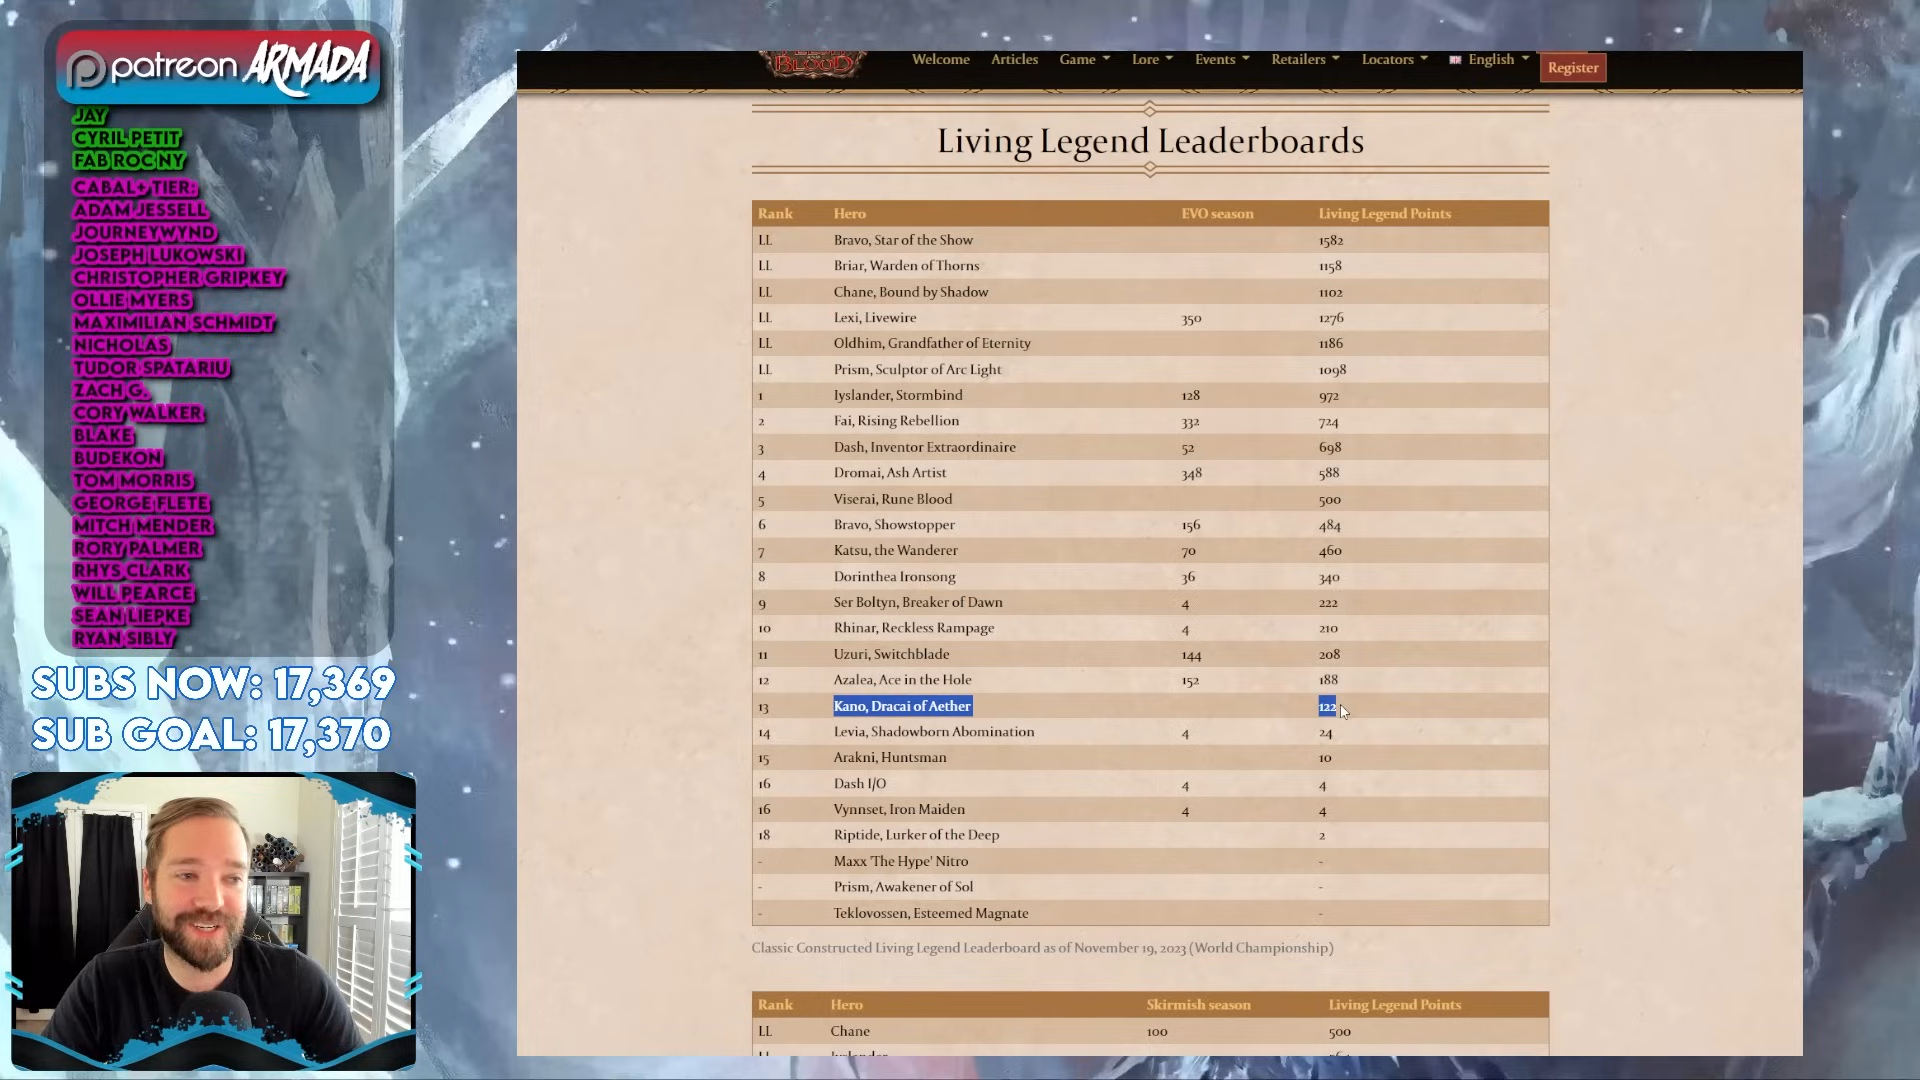 patreon ARMADA
JAY
CYRIL PETIT
FAB ROC NY
CABAL+ TIER:
ADAM JESSELL
JOURNEYWYND
JOSEPH LUKOWSKI
CHRISTOPHER GRIPKEY
OLLIE MYERS
MAXIMILIAN SCHMIDT
NICHOLAS
TUDOR SPATARIU
ZACH G.
CORY WALKER
BLAKE
BUDEKON
TOM MORRIS
GEORGE FLETE
MITCH MENDER
RORY PALMER
RHYS CLARK
WILL PEARCE
SEAN LIEPKE
RYAN SIBLY
SUBS NOW: 17,369
SUB GOAL: 17,370
BLOOD Welcome Articles Game Lore Events Retailers Locators English Register
Living Legend Leaderboards
Rank Hero EVO season Living Legend Points
LL Bravo, Star of the Show 1582
LL Briar, Warden of Thorns 1158
LL Chane, Bound by Shadow 1102
LL Lexi, Livewire 350 1276
LL Oldhim, Grandfather of Eternity 1186
LL Prism, Sculptor of Arc Light 1098
1 Iyslander, Stormbind 128 972
2 Fai, Rising Rebellion 332 724
3 Dash, Inventor Extraordinaire 52 698
4 Dromai, Ash Artist 348 588
5 Viserai, Rune Blood 500
6 Bravo, Showstopper 156 484
7 Katsu, the Wanderer 70 460
8 Dorinthea Ironsong 36 340
9 Ser Boltyn, Breaker of Dawn 4 222
10 Rhinar, Reckless Rampage 4 210
11 Uzuri, Switchblade 144 208
12 Azalea, Ace in the Hole 152 188
13 Kano, Dracai of Aether 122
14 Levia, Shadowborn Abomination 4 24
15 Arakni, Huntsman 10
16 Dash I/O 4 4
16 Vynnset, Iron Maiden 4 4
18 Riptide, Lurker of the Deep 2
- Maxx 'The Hype' Nitro -
- Prism, Awakener of Sol -
- Teklovossen, Esteemed Magnate -
Classic Constructed Living Legend Leaderboard as of November 19, 2023 (World Championship)
Rank Hero Skirmish season Living Legend Points
LL Chane 100 500